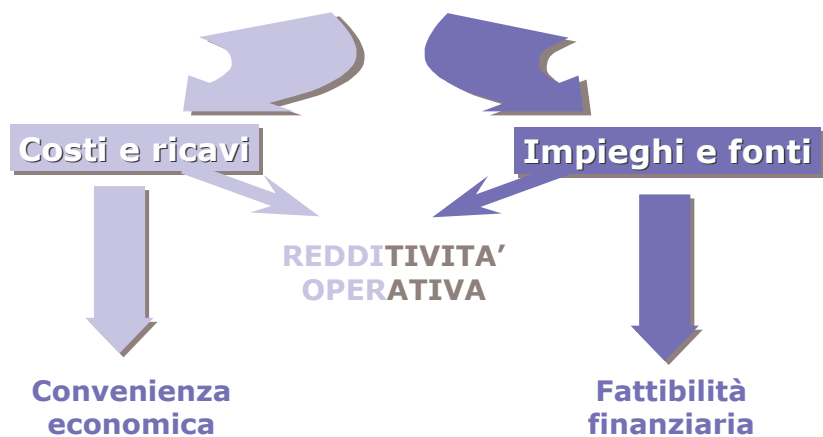 Costi e ricavi
Impieghi e fonti
REDDITIVITA’
OPERATIVA
Convenienza
economica
Fattibilità
finanziaria